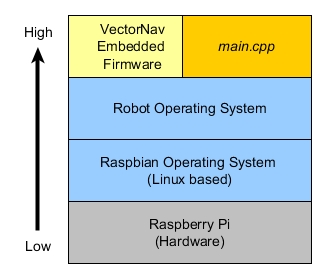 High
VectorNav
Embedded
Firmware
main.cpp
Robot Operating System
Raspbian Operating System
(Linux based)
Raspberry Pi
(Hardware)
Low